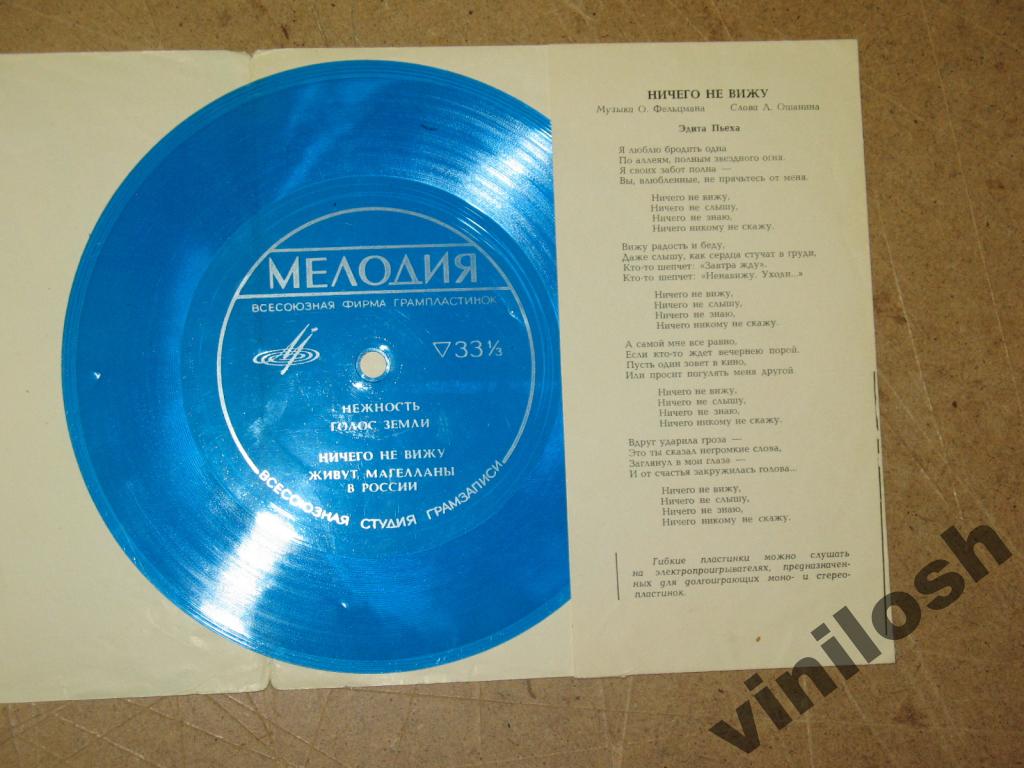 МЕЛОДИЯ
ВСЕСОЮЗНАЯ ФИРМА ГРАМПЛАСТИНОК
▽33⅓
НЕЖНОСТЬ
ГОЛОС ЗЕМЛИ
НИЧЕГО НЕ ВИЖУ
ЖИВУТ МАГЕЛЛАНЫ
В РОССИИ
ВСЕСОЮЗНАЯ СТУДИЯ ГРАМЗАПИСИ
НИЧЕГО НЕ ВИЖУ
Музыка О. Фельцмана Слова Л. Ошанина
Эдита Пьеха
Я люблю бродить одна
По аллеям, полным звездного огня.
Я своих забот полна —
Вы, влюбленные, не прячьтесь от меня.
Ничего не вижу,
Ничего не слышу,
Ничего не знаю,
Ничего никому не скажу.
Вижу радость и беду,
Даже слышу, как сердца стучат в груди,
Кто-то шепчет: «Завтра жду»,
Кто-то шепчет: «Ненавижу. Уходи...»
Ничего не вижу,
Ничего не слышу,
Ничего не знаю,
Ничего никому не скажу.
А самой мне все равно,
Если кто-то ждет вечернею порой.
Пусть один зовет в кино,
Или просит погулять меня другой.
Ничего не вижу,
Ничего не слышу,
Ничего не знаю,
Ничего никому не скажу.
Вдруг ударила гроза —
Это ты сказал негромкие слова,
Заглянул в мои глаза —
И от счастья закружилась голова...
Ничего не вижу,
Ничего не слышу,
Ничего не знаю,
Ничего никому не скажу.
Гибкие пластинки можно слушать
на электропроигрывателях, предназначен-
ных для долгоиграющих моно- и стерео-
пластинок.
vinilosh